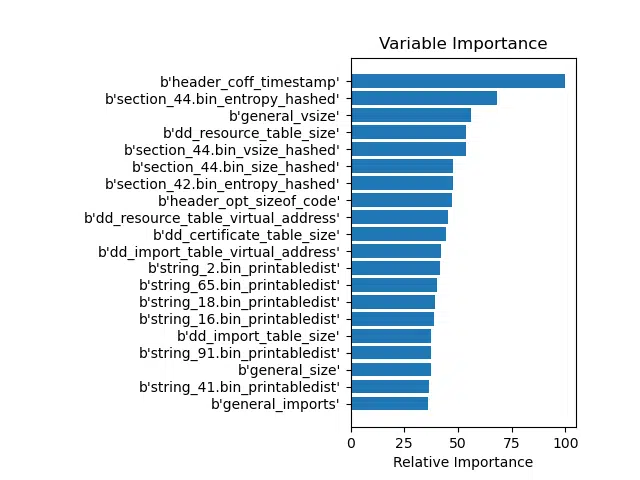 Variable Importance
b'header_coff_timestamp'
b'section_44.bin_entropy_hashed'
b'general_vsize'
b'dd_resource_table_size'
b'section_44.bin_vsize_hashed'
b'section_44.bin_size_hashed'
b'section_42.bin_entropy_hashed'
b'header_opt_sizeof_code'
b'dd_resource_table_virtual_address'
b'dd_certificate_table_size'
b'dd_import_table_virtual_address'
b'string_2.bin_printabledist'
b'string_65.bin_printabledist'
b'string_18.bin_printabledist'
b'string_16.bin_printabledist'
b'dd_import_table_size'
b'string_91.bin_printabledist'
b'general_size'
b'string_41.bin_printabledist'
b'general_imports'
0 25 50 75 100
Relative Importance